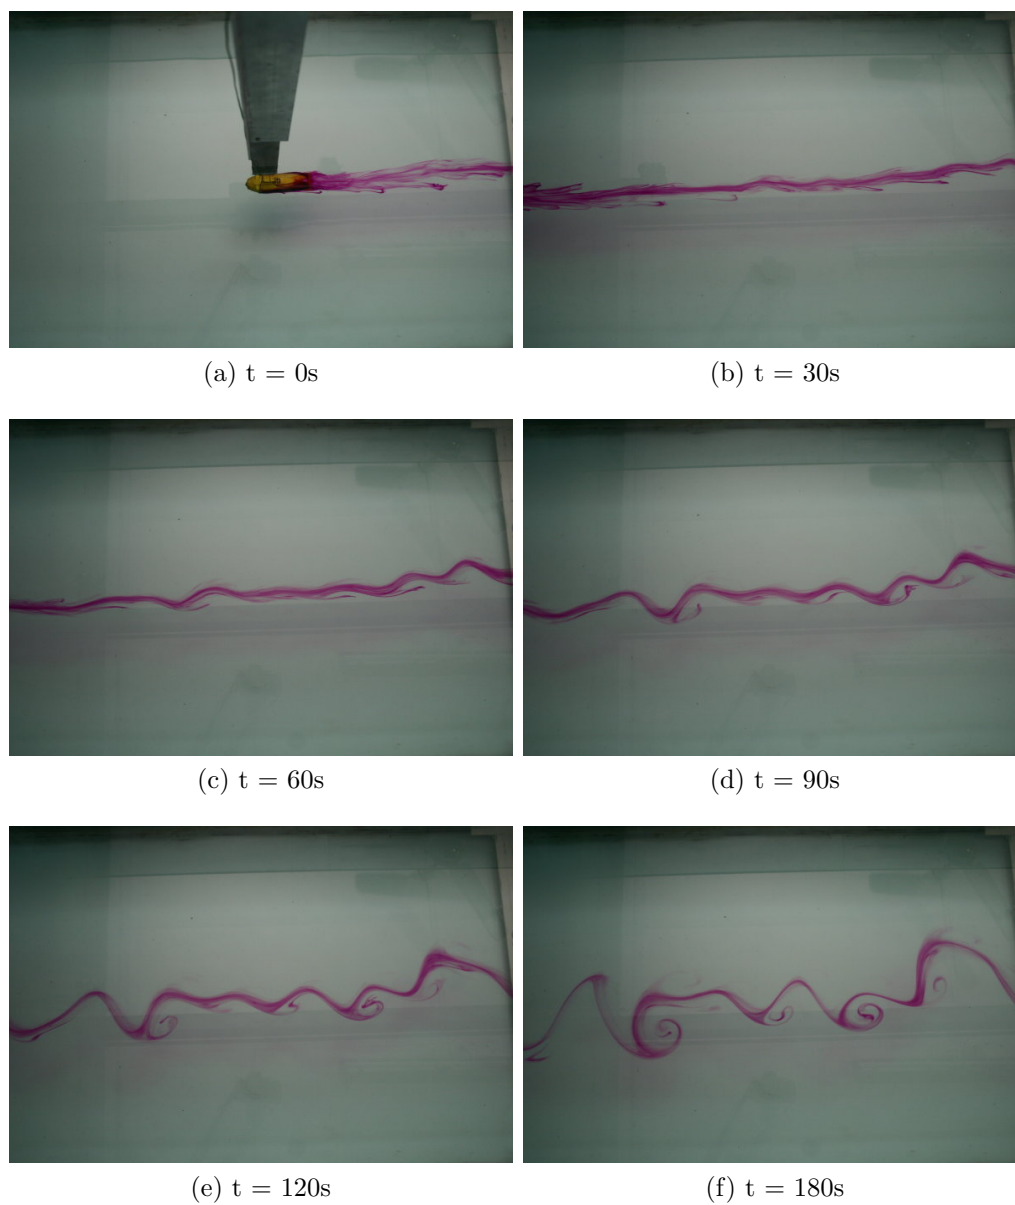 (a) t = 0s
(b) t = 30s
(c) t = 60s
(d) t = 90s
(e) t = 120s
(f) t = 180s